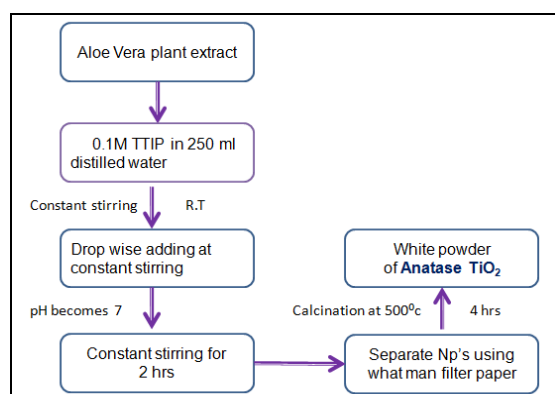 Aloe Vera plant extract
0.1M TTIP in 250 ml
distilled water
Constant stirring R.T
Drop wise adding at
constant stirring
pH becomes 7
Constant stirring for
2 hrs
Separate Np's using
what man filter paper
Calcination at 500⁰c 4 hrs
White powder
of Anatase TiO₂